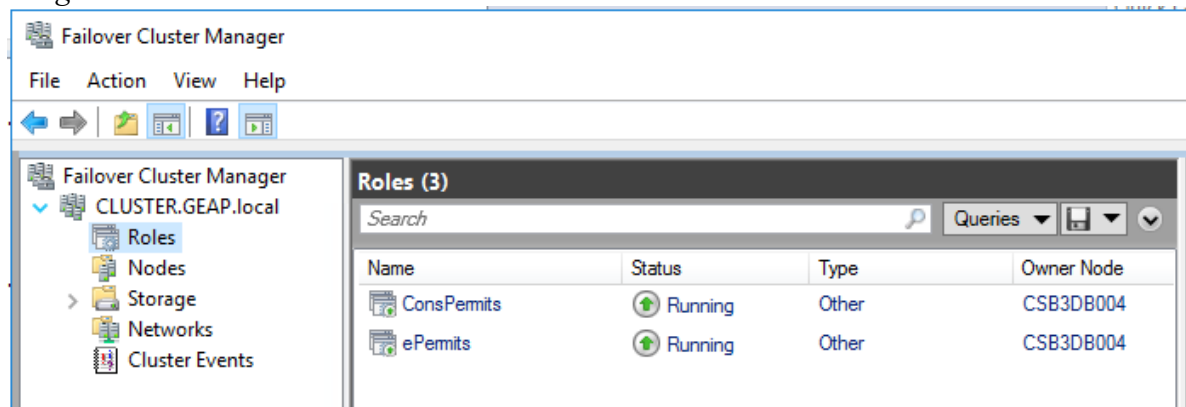 Failover Cluster Manager
File Action View Help
Failover Cluster Manager
CLUSTER.GEAP.local
Roles
Nodes
Storage
Networks
Cluster Events
Roles (3)
Search
Queries
Name Status Type Owner Node
ConsPermits Running Other CSB3DB004
ePermits Running Other CSB3DB004